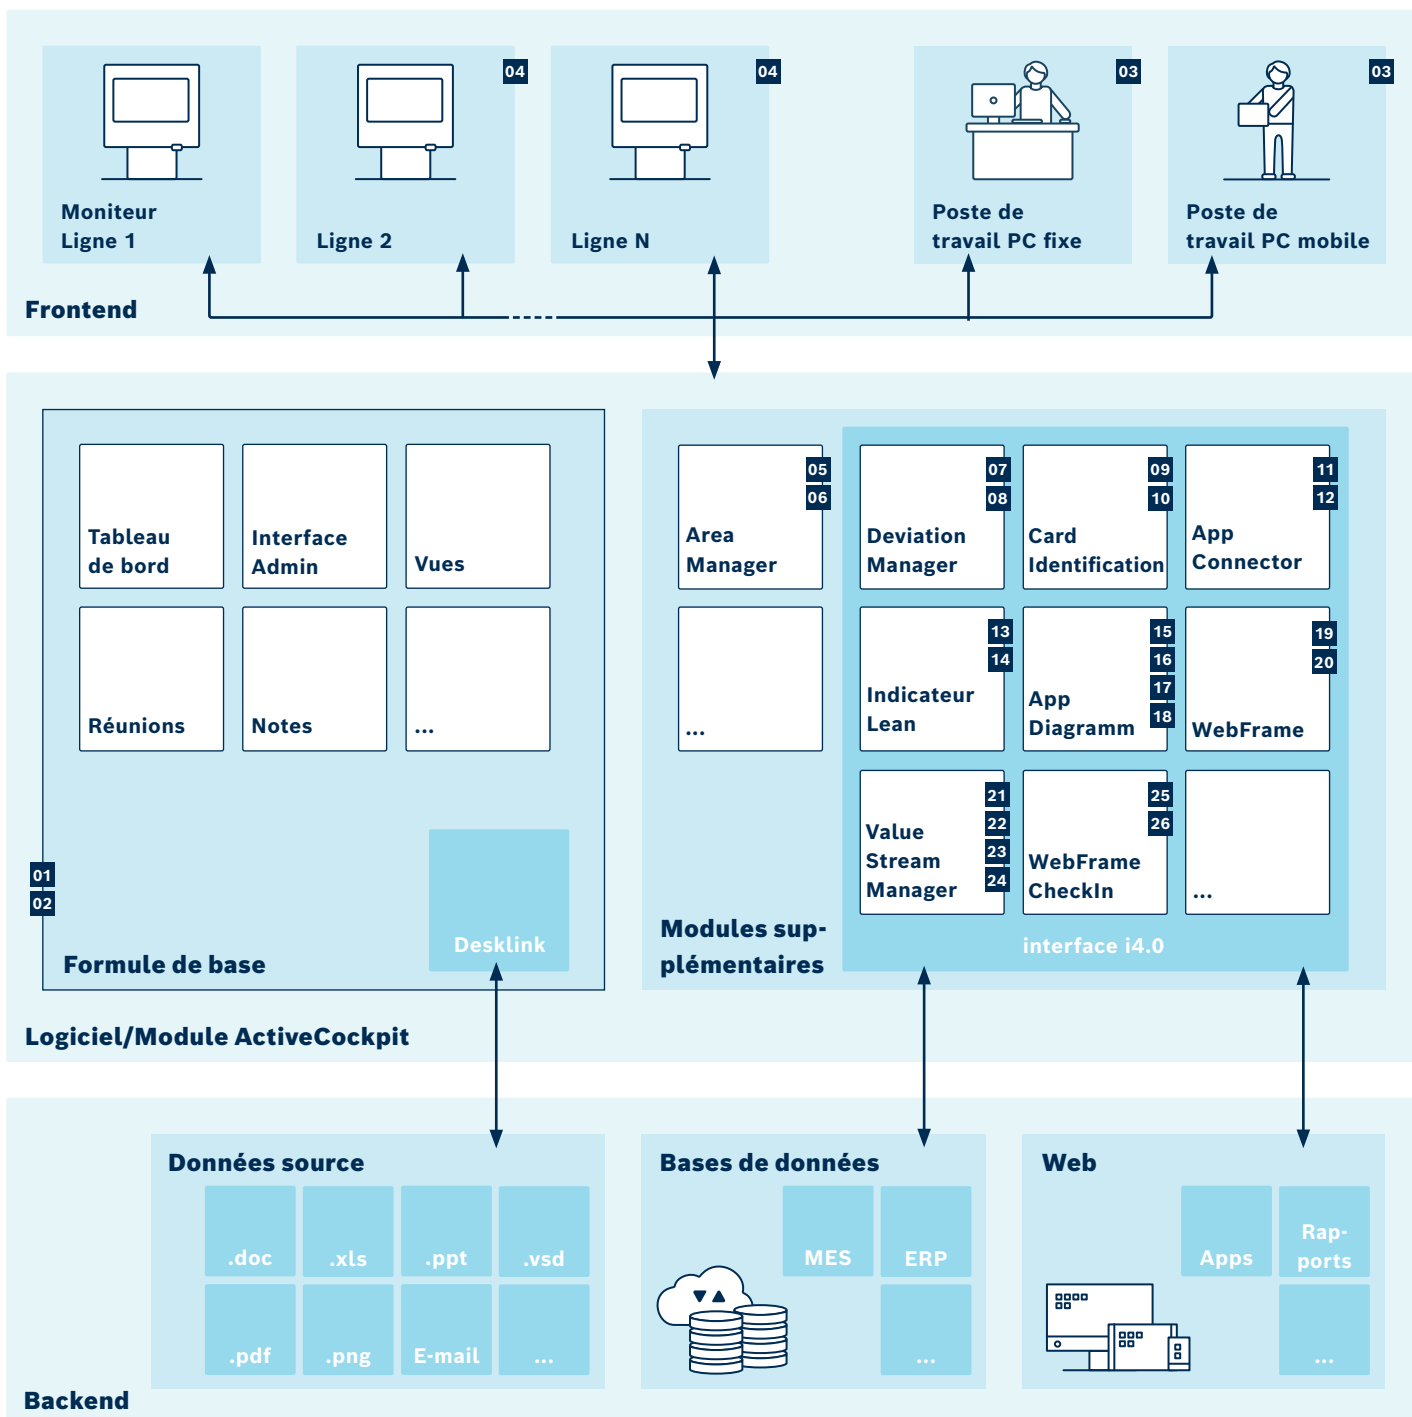 04
04
03
03
Moniteur
Ligne 1
Ligne 2
Ligne N
Poste de
travail PC fixe
Poste de
travail PC mobile
Frontend
Tableau
de bord
Interface
Admin
Vues
Réunions
Notes
...
01
02
Desklink
Formule de base
05
06
Area
Manager
...
07
08
Deviation
Manager
09
10
Card
Identification
11
12
App
Connector
13
14
Indicateur
Lean
15
16
17
18
App
Diagramm
19
20
WebFrame
21
22
23
24
Value
Stream
Manager
25
26
WebFrame
CheckIn
...
Modules sup-
plémentaires
interface i4.0
Logiciel/Module ActiveCockpit
Données source
.doc
.xls
.ppt
.vsd
.pdf
.png
E-mail
...
Bases de données
MES
ERP
...
Web
Apps
Rap-
ports
...
Backend